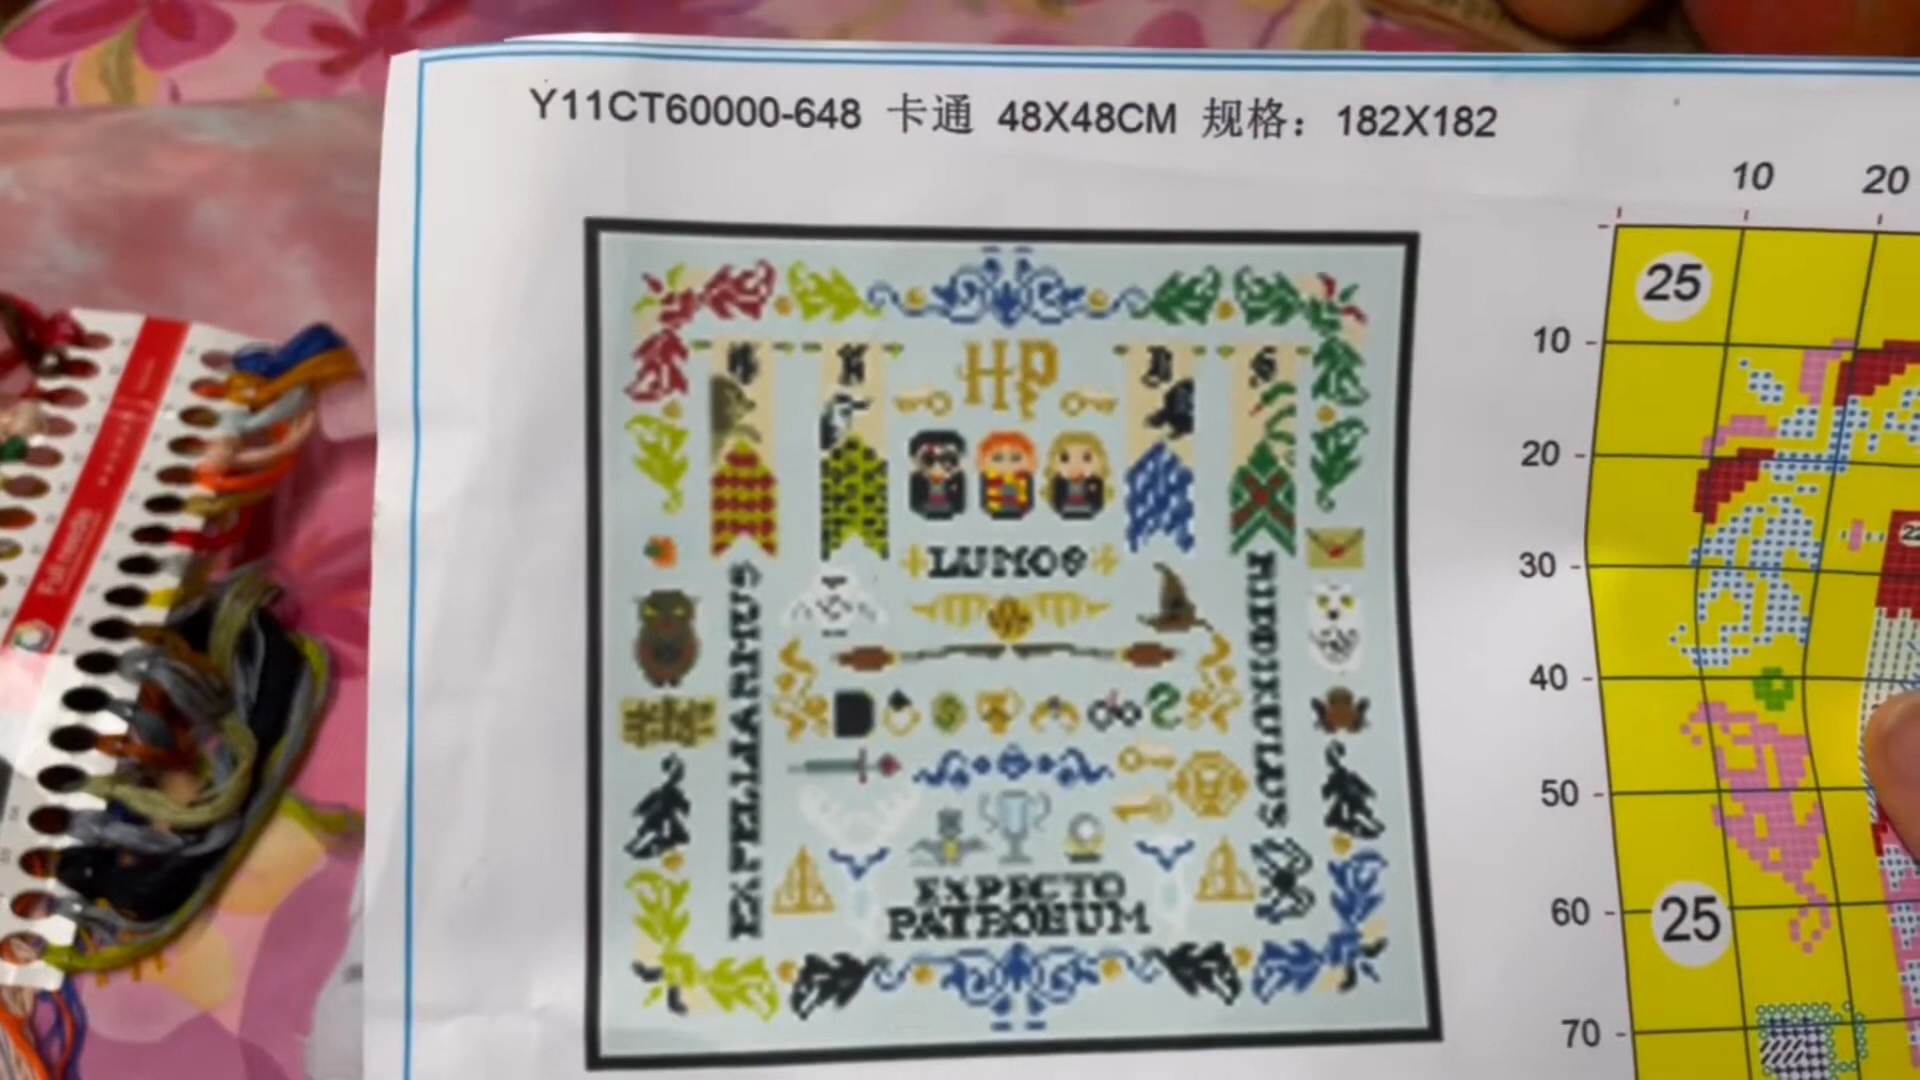 Y11CT60000-648 卡通 48X48CM 规格：182X182
10 20
25
10
20
30
40
50
60
25
70
HP
LUMOS
EXPELLIARMUS
RIDDIKULUS
EXPECTO
PATRONUM